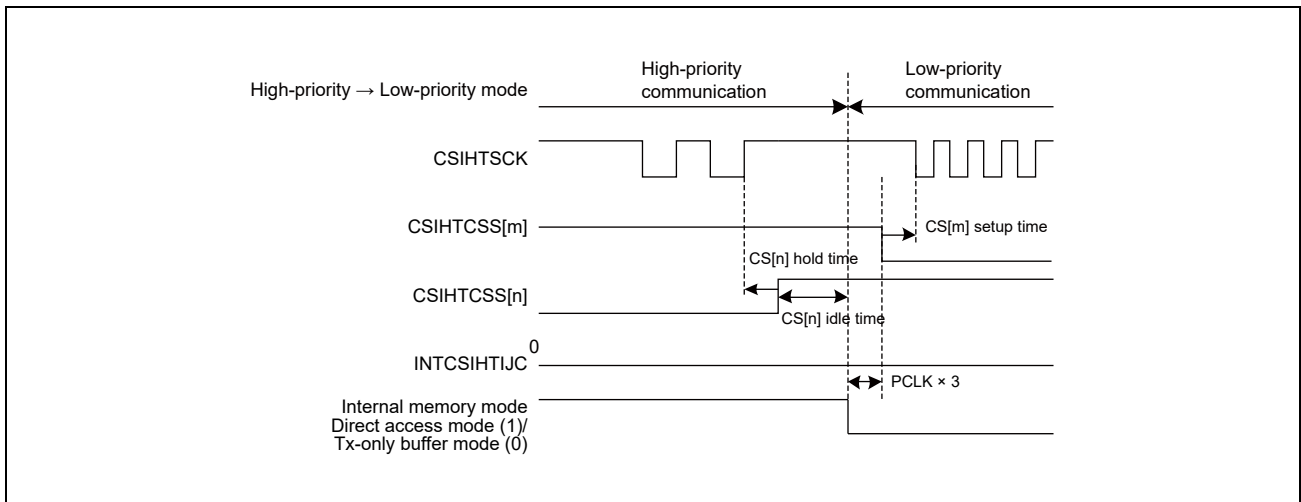 High-priority
communication
Low-priority
communication
High-priority → Low-priority mode
CSIHTSCK
CSIHTCSS[m]
CS[m] setup time
CS[n] hold time
CSIHTCSS[n]
CS[n] idle time
0
INTCSIHTIJC
PCLK × 3
Internal memory mode
Direct access mode (1)/
Tx-only buffer mode (0)